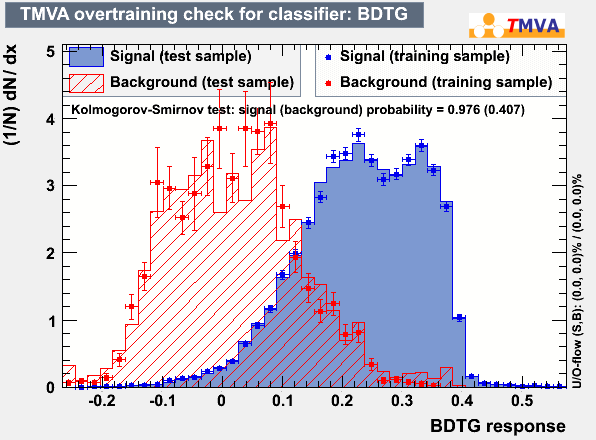 TMVA overtraining check for classifier: BDTG
TMVA
(1/N) dN / dx
5
4
3
2
1
0
Signal (test sample)
Background (test sample)
Signal (training sample)
Background (training sample)
Kolmogorov-Smirnov test: signal (background) probability = 0.976 (0.407)
U/O-flow (S,B): (0.0, 0.0)% / (0.0, 0.0)%
-0.2 -0.1 0 0.1 0.2 0.3 0.4 0.5
BDTG response